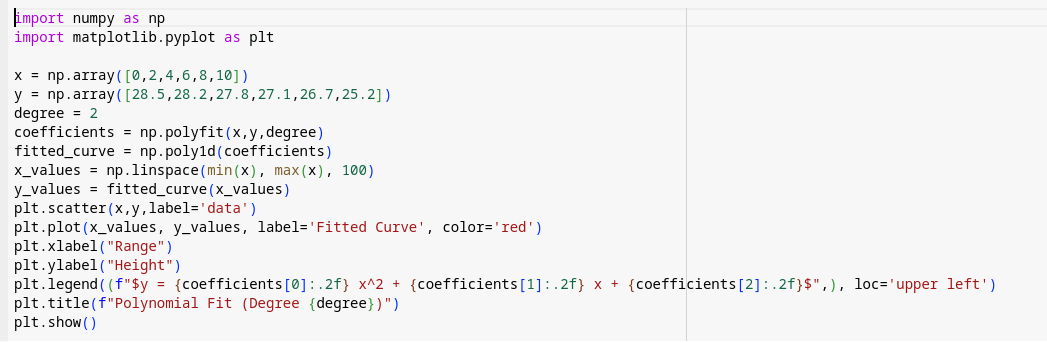 import numpy as np
import matplotlib.pyplot as plt

x = np.array([0,2,4,6,8,10])
y = np.array([28.5,28.2,27.8,27.1,26.7,25.2])
degree = 2
coefficients = np.polyfit(x,y,degree)
fitted_curve = np.poly1d(coefficients)
x_values = np.linspace(min(x), max(x), 100)
y_values = fitted_curve(x_values)
plt.scatter(x,y,label='data')
plt.plot(x_values, y_values, label='Fitted Curve', color='red')
plt.xlabel("Range")
plt.ylabel("Height")
plt.legend((f"$y = {coefficients[0]:.2f} x^2 + {coefficients[1]:.2f} x + {coefficients[2]:.2f}$",), loc='upper left')
plt.title(f"Polynomial Fit (Degree {degree})")
plt.show()